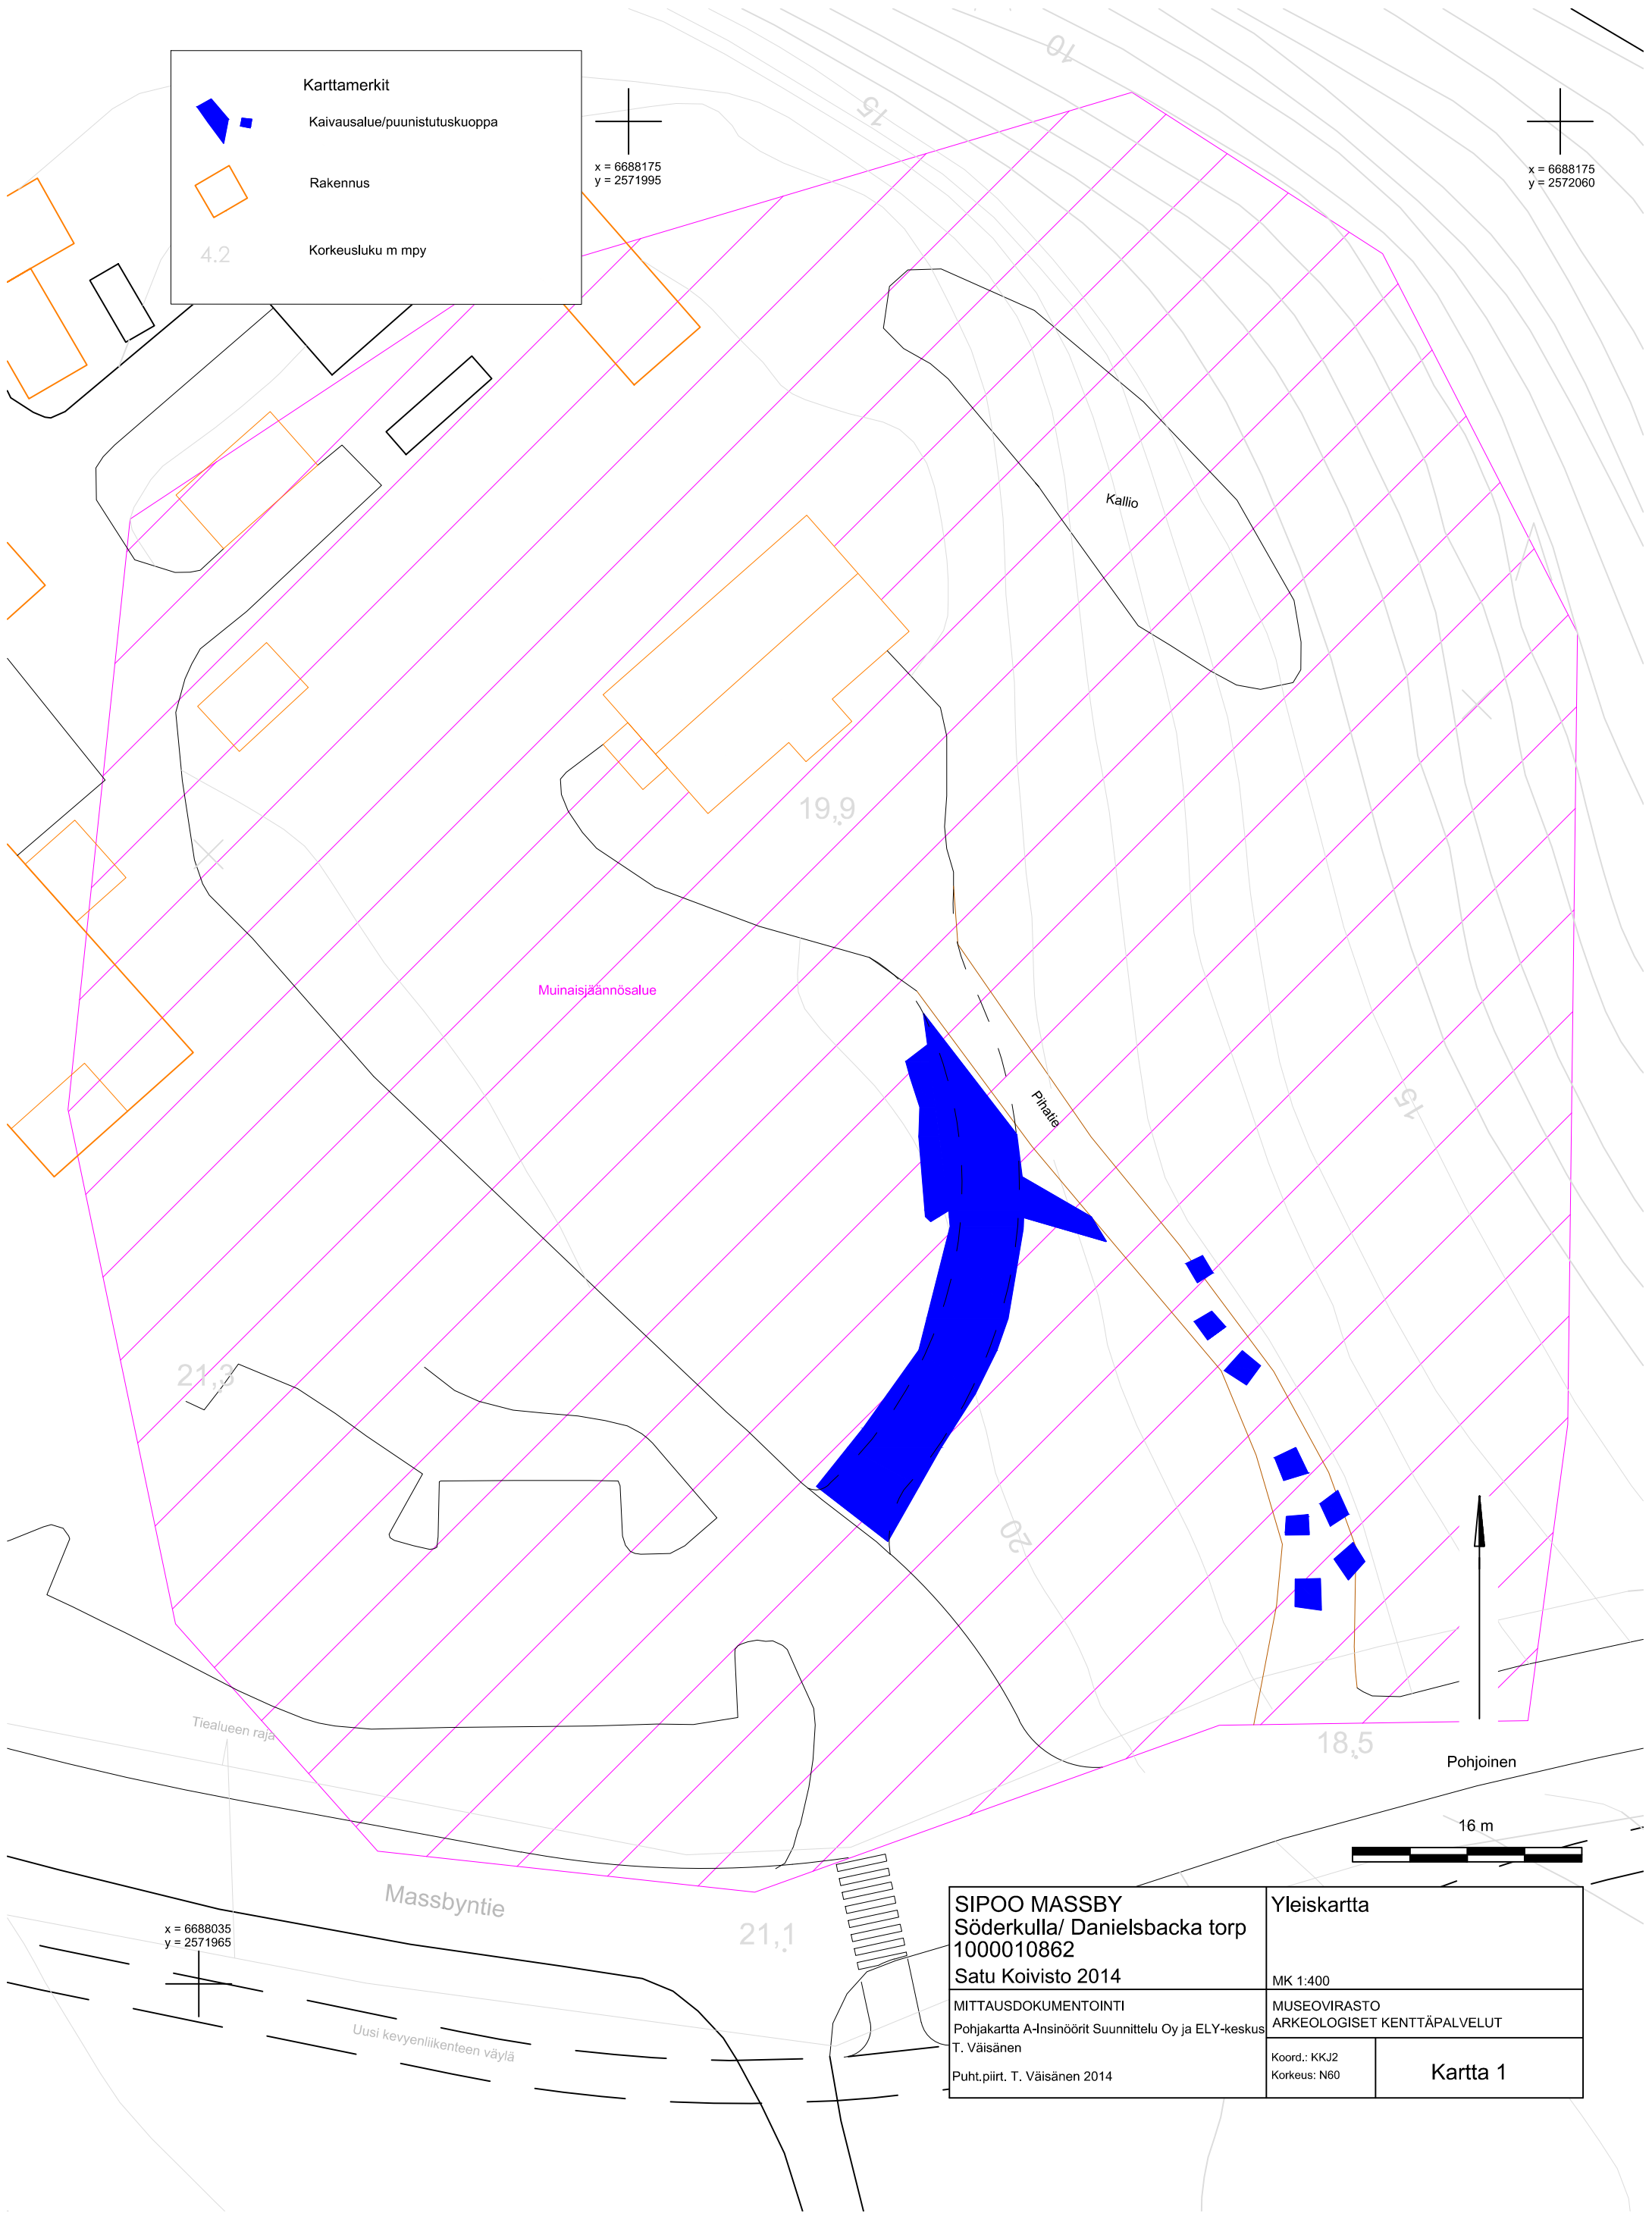 Karttamerkit
Kaivausalue/puunistutuskuoppa
Rakennus
4.2
Korkeusluku m mpy
10
15
x = 6688175
y = 2571995
x = 6688175
y = 2572060
Kallio
19,9
Muinaisjäännösalue
Pihatie
15
21,3
20
Tiealueen raja
18,5
Pohjoinen
16 m
Massbyntie
21,1
x = 6688035
y = 2571965
Uusi kevyenliikenteen väylä
SIPOO MASSBY
Söderkulla/ Danielsbacka torp
1000010862
Satu Koivisto 2014
Yleiskartta
MK 1:400
MITTAUSDOKUMENTOINTI
Pohjakartta A-Insinöörit Suunnittelu Oy ja ELY-keskus
T. Väisänen
Puht.piirt. T. Väisänen 2014
MUSEOVIRASTO
ARKEOLOGISET KENTTÄPALVELUT
Koord.: KKJ2
Korkeus: N60
Kartta 1